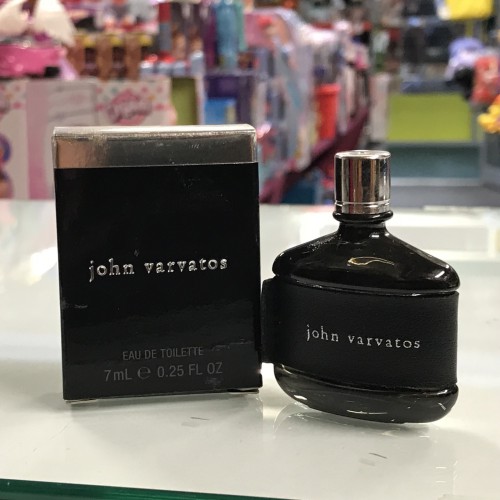 john varvatos
EAU DE TOILETTE
7mL ℮ 0.25 FL OZ
john varvatos